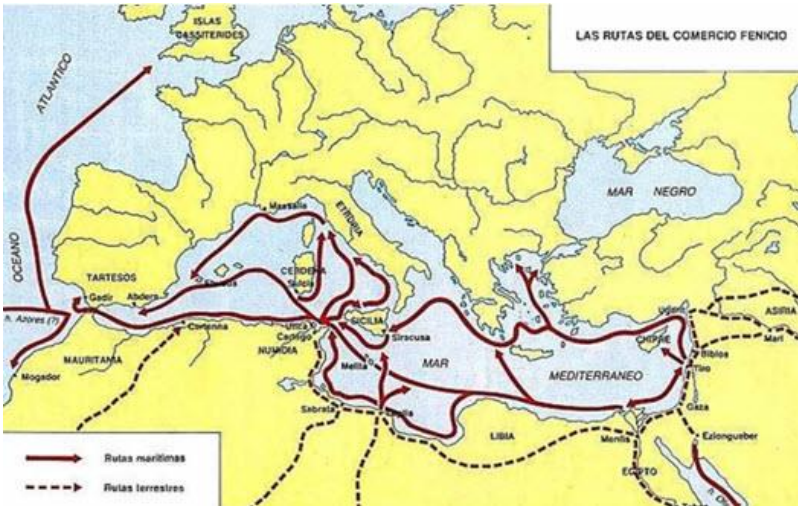 ISLAS
CASSITERIDES
LAS RUTAS DEL COMERCIO FENICIO
ATLANTICO
OCEANO
MAR NEGRO
Massalia
ETRURIA
TARTESOS
Gadir
Abdera
CERDEÑA
Sulcis
SICILIA
Siracusa
Utica
Cartago
NUMIDIA
Cartenna
MAURITANIA
h. Azores (?)
Mogador
Melita
MAR
MEDITERRANEO
Sabrata
LIBIA
Ugarit
CHIPRE
Biblos
Tiro
ASIRIA
Mari
Gaza
Menfis
EGIPTO
Eziongueber
Rutas marítimas
Rutas terrestres